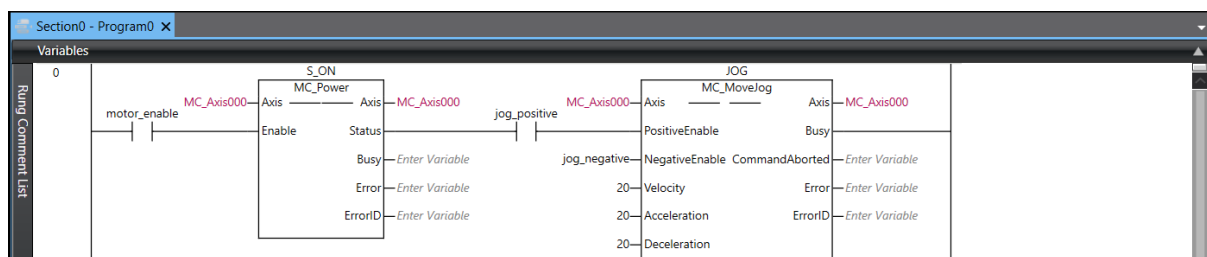 Section0 - Program0
Variables
Rung Comment List
0
S_ON
JOG
MC_Power
MC_MoveJog
motor_enable
MC_Axis000 Axis Axis MC_Axis000
jog_positive
MC_Axis000 Axis Axis MC_Axis000
Enable Status
PositiveEnable Busy
Busy Enter Variable
jog_negative NegativeEnable CommandAborted Enter Variable
Error Enter Variable
20 Velocity Error Enter Variable
ErrorID Enter Variable
20 Acceleration ErrorID Enter Variable
20 Deceleration